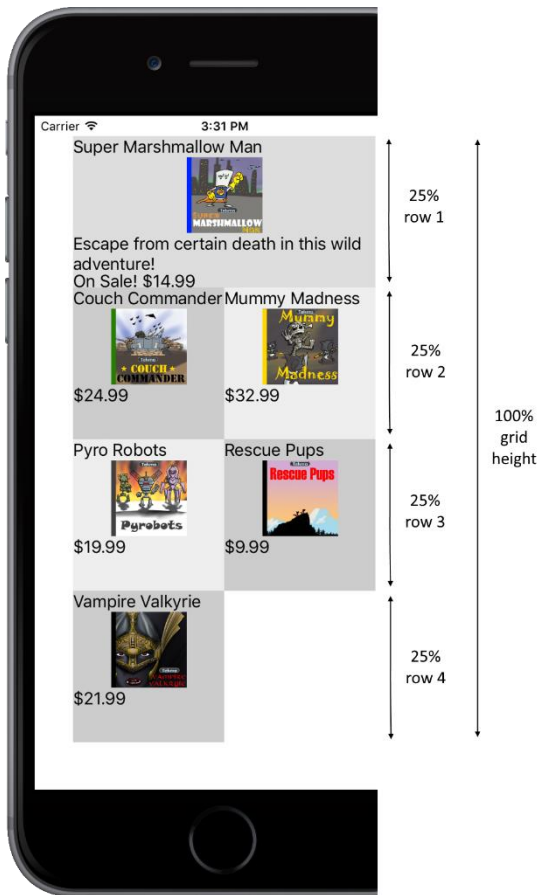 Carrier 3:31 PM
Super Marshmallow Man
SUPER
MARSHMALLOW
MAN
Escape from certain death in this wild
adventure!
On Sale! $14.99
25%
row 1
Couch Commander Mummy Madness
★ COUCH ★
COMMANDER
Mummy
Madness
$24.99 $32.99
25%
row 2
100%
grid
height
Pyro Robots Rescue Pups
Pyrobots
Rescue Pups
$19.99 $9.99
25%
row 3
Vampire Valkyrie
$21.99
25%
row 4